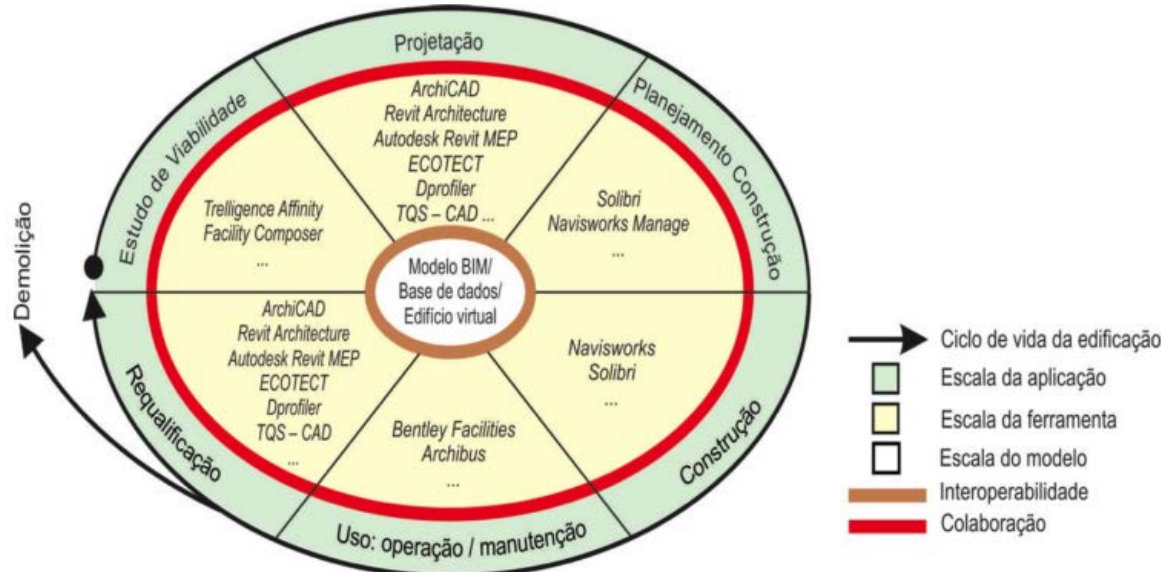 Projetação
Estudo de Viabilidade
Planejamento Construção
ArchiCAD
Revit Architecture
Autodesk Revit MEP
ECOTECT
Dprofiler
TQS – CAD ...
Trelligence Affinity
Facility Composer
...
Solibri
Navisworks Manage
...
Modelo BIM/
Base de dados/
Edifício virtual
Demolição
ArchiCAD
Revit Architecture
Autodesk Revit MEP
ECOTECT
Dprofiler
TQS – CAD
...
Navisworks
Solibri
...
Bentley Facilities
Archibus
...
Requalificação
Construção
Uso: operação / manutenção
Ciclo de vida da edificação
Escala da aplicação
Escala da ferramenta
Escala do modelo
Interoperabilidade
Colaboração